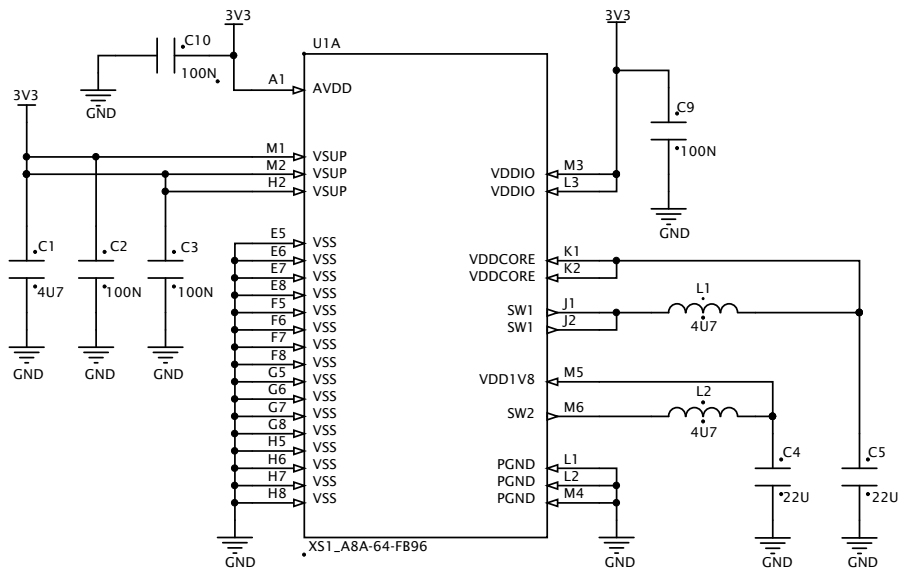 3V3
C10
100N
GND
A1
AVDD
U1A
3V3
3V3
C9
100N
GND
M1
VSUP
M2
VSUP
H2
VSUP
M3
VDDIO
L3
VDDIO
C1
4U7
GND
C2
100N
GND
C3
100N
GND
E5
VSS
E6
VSS
E7
VSS
E8
VSS
F5
VSS
F6
VSS
F7
VSS
F8
VSS
G5
VSS
G6
VSS
G7
VSS
G8
VSS
H5
VSS
H6
VSS
H7
VSS
H8
VSS
GND
VDDCORE
K1
VDDCORE
K2
SW1
J1
SW1
J2
L1
4U7
VDD1V8
M5
SW2
M6
L2
4U7
PGND
L1
PGND
L2
PGND
M4
GND
C4
22U
GND
C5
22U
GND
XS1_A8A-64-FB96